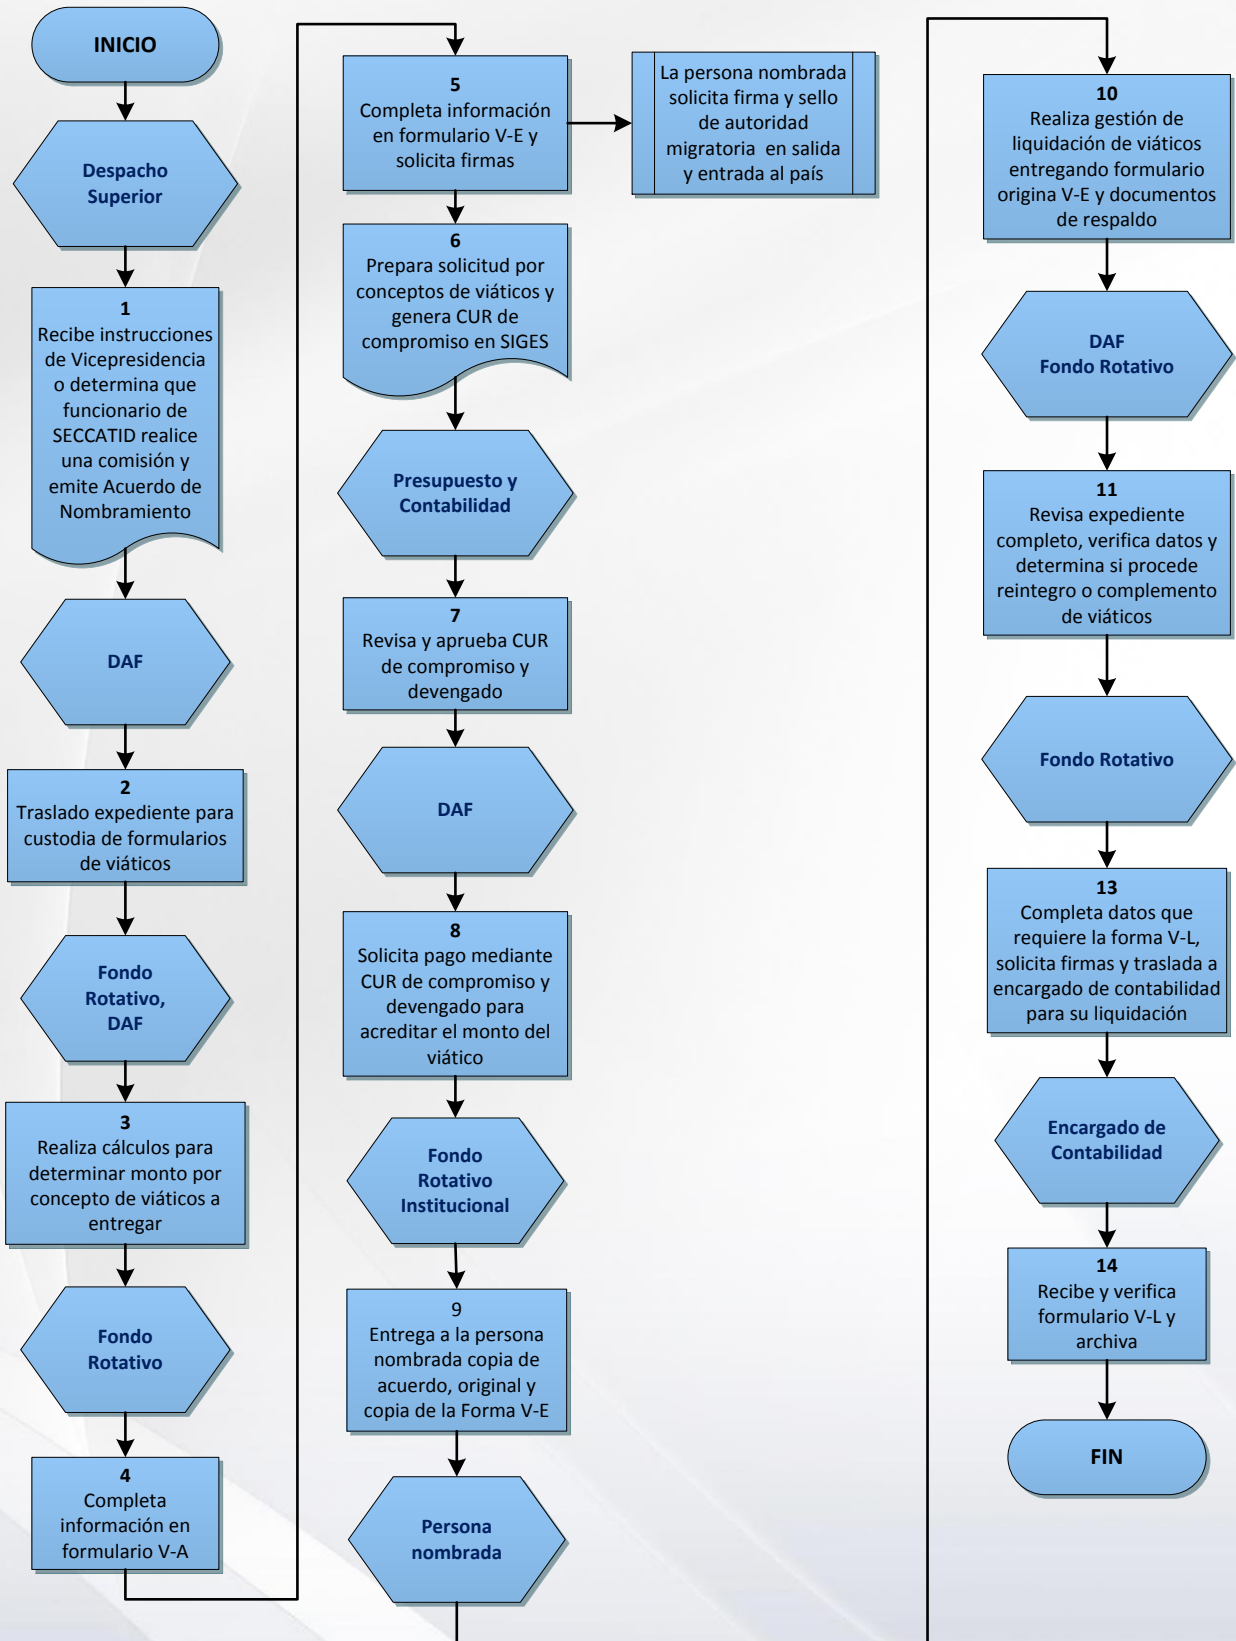 INICIO
Despacho
Superior
1
Recibe instrucciones
de Vicepresidencia
o determina que
funcionario de
SECCATID realice
una comisión y
emite Acuerdo de
Nombramiento
DAF
2
Traslado expediente para
custodia de formularios
de viáticos
Fondo
Rotativo,
DAF
3
Realiza cálculos para
determinar monto por
concepto de viáticos a
entregar
Fondo
Rotativo
4
Completa
información en
formulario V-A
5
Completa información
en formulario V-E y
solicita firmas
La persona nombrada
solicita firma y sello
de autoridad
migratoria en salida
y entrada al país
6
Prepara solicitud por
conceptos de viáticos y
genera CUR de
compromiso en SIGES
Presupuesto y
Contabilidad
7
Revisa y aprueba CUR
de compromiso y
devengado
DAF
8
Solicita pago mediante
CUR de compromiso y
devengado para
acreditar el monto del
viático
Fondo
Rotativo
Institucional
9
Entrega a la persona
nombrada copia de
acuerdo, original y
copia de la Forma V-E
Persona
nombrada
10
Realiza gestión de
liquidación de viáticos
entregando formulario
origina V-E y documentos
de respaldo
DAF
Fondo Rotativo
11
Revisa expediente
completo, verifica datos y
determina si procede
reintegro o complemento
de viáticos
Fondo Rotativo
13
Completa datos que
requiere la forma V-L,
solicita firmas y traslada a
encargado de contabilidad
para su liquidación
Encargado de
Contabilidad
14
Recibe y verifica
formulario V-L y
archiva
FIN